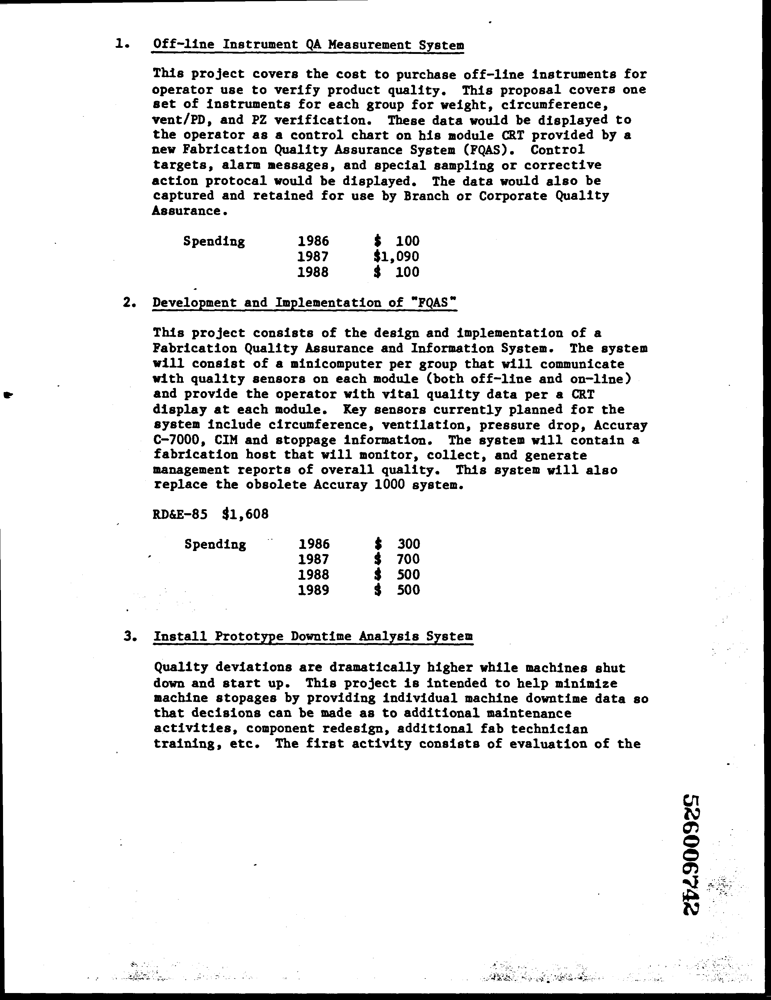 1. Off-line Instrument QA Measurement System
This project covers the cost to purchase off-line instruments for
operator use to verify product quality. This proposal covers one
set of instruments for each group for weight, circumference,
vent/PD, and PZ verification. These data would be displayed to
the operator as a control chart on his module CRT provided by a
new Fabrication Quality Assurance System (FQAS). Control
targets, alarm messages, and special sampling or corrective
action protocal would be displayed. The data would also be
captured and retained for use by Branch or Corporate Quality
Assurance.
Spending 1986 $ 100
1987 $1,090
1988 $ 100
2. Development and Implementation of "FQAS"
This project consists of the design and implementation of a
Fabrication Quality Assurance and Information System. The system
will consist of a minicomputer per group that will communicate
with quality sensors on each module (both off-line and on-line)
and provide the operator with vital quality data per a CRT
display at each module. Key sensors currently planned for the
system include circumference, ventilation, pressure drop, Accuray
C-7000, CIM and stoppage information. The system will contain a
fabrication host that will monitor, collect, and generate
management reports of overall quality. This system will also
replace the obsolete Accuray 1000 system.
RD&E-85 $1,608
Spending 1986 $ 300
1987 $ 700
1988 $ 500
1989 $ 500
3. Install Prototype Downtime Analysis System
Quality deviations are dramatically higher while machines shut
down and start up. This project is intended to help minimize
machine stopages by providing individual machine downtime data so
that decisions can be made as to additional maintenance
activities, component redesign, additional fab technician
training, etc. The first activity consists of evaluation of the
526006742